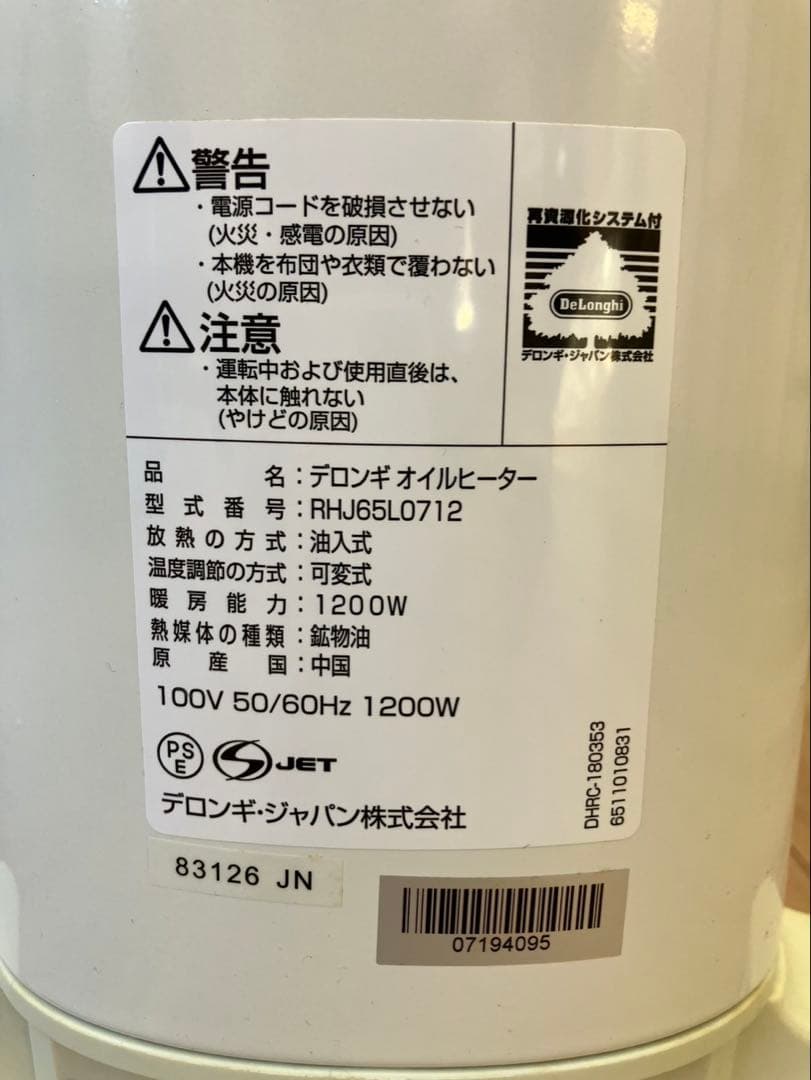 警告
・電源コードを破損させない
(火災・感電の原因)
・本機を布団や衣類で覆わない
(火災の原因)
注意
・運転中および使用直後は、
本体に触れない
(やけどの原因)
再資源化システム付
DeLonghi
デロンギ・ジャパン株式会社
品名:デロンギ オイルヒーター
型式番号:RHJ65L0712
放熱の方式:油入式
温度調節の方式:可変式
暖房能力:1200W
熱媒体の種類:鉱物油
原産国:中国
100V 50/60Hz 1200W
PS
E
S JET
デロンギ・ジャパン株式会社
DHRC-180353
6511010831
83126 JN
07194095